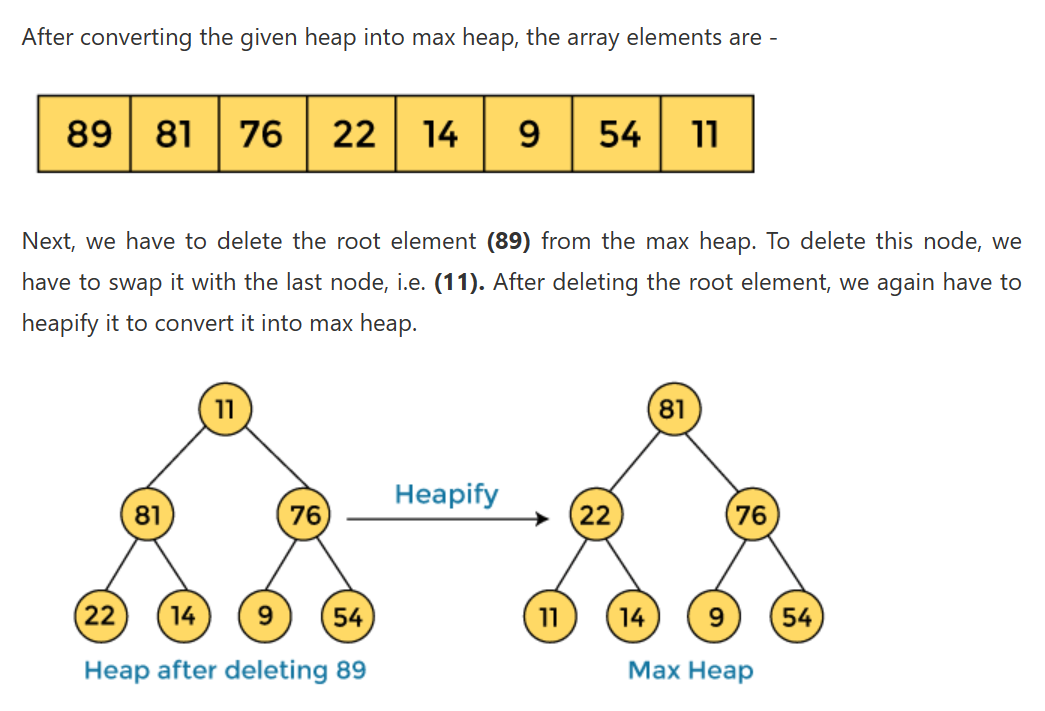 After converting the given heap into max heap, the array elements are -
89 81 76 22 14 9 54 11
Next, we have to delete the root element (89) from the max heap. To delete this node, we
have to swap it with the last node, i.e. (11). After deleting the root element, we again have to
heapify it to convert it into max heap.
11 81
Heapify
81 76 22 76
22 14 9 54 11 14 9 54
Heap after deleting 89 Max Heap